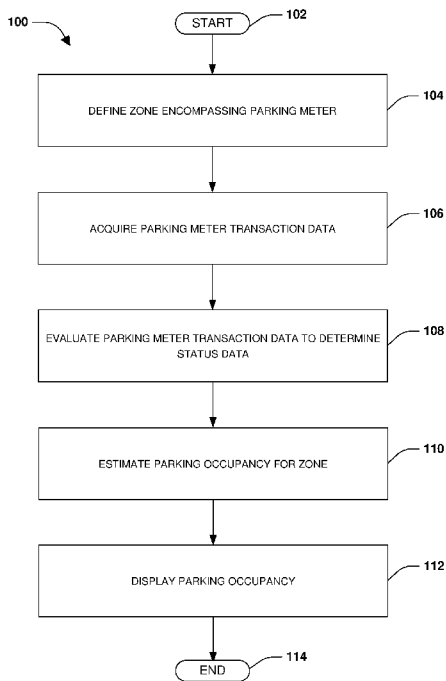 100
START
102
DEFINE ZONE ENCOMPASSING PARKING METER
104
ACQUIRE PARKING METER TRANSACTION DATA
106
EVALUATE PARKING METER TRANSACTION DATA TO DETERMINE
STATUS DATA
108
ESTIMATE PARKING OCCUPANCY FOR ZONE
110
DISPLAY PARKING OCCUPANCY
112
END
114